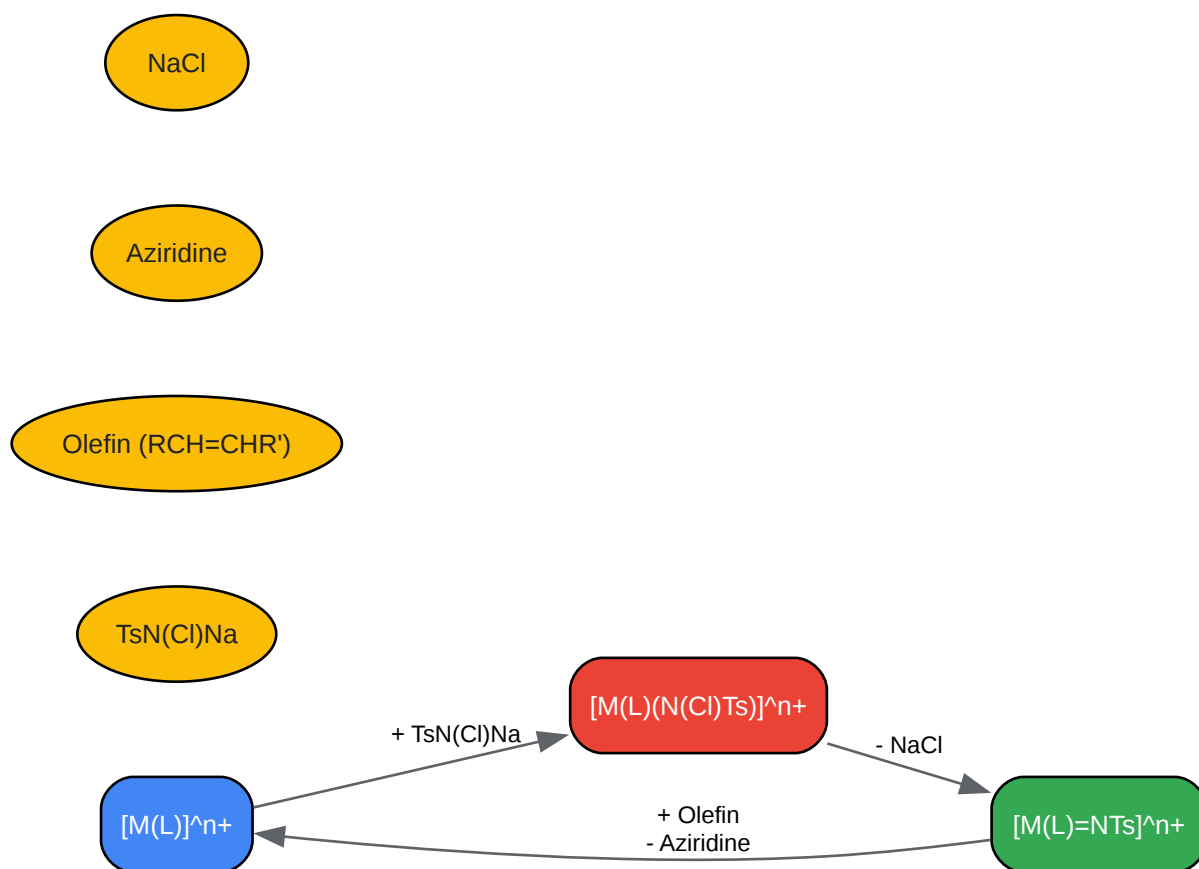 NaCl
Aziridine
Olefin (RCH=CHR')
TsN(Cl)Na
[M(L)(N(Cl)Ts)]^n+
+ TsN(Cl)Na
- NaCl
[M(L)]^n+
+ Olefin
- Aziridine
[M(L)=NTs]^n+